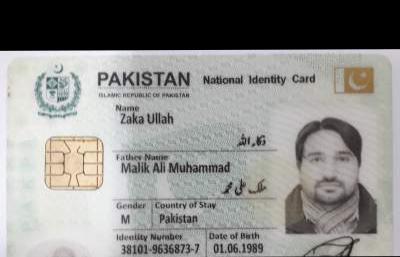 PAKISTAN National Identity Card
ISLAMIC REPUBLIC OF PAKISTAN
Name
Zaka Ullah
ذکاء اللہ
Father Name
Malik Ali Muhammad
ملک علی محمد
Gender Country of Stay
M Pakistan
Identity Number Date of Birth
38101-9636873-7 01.06.1989